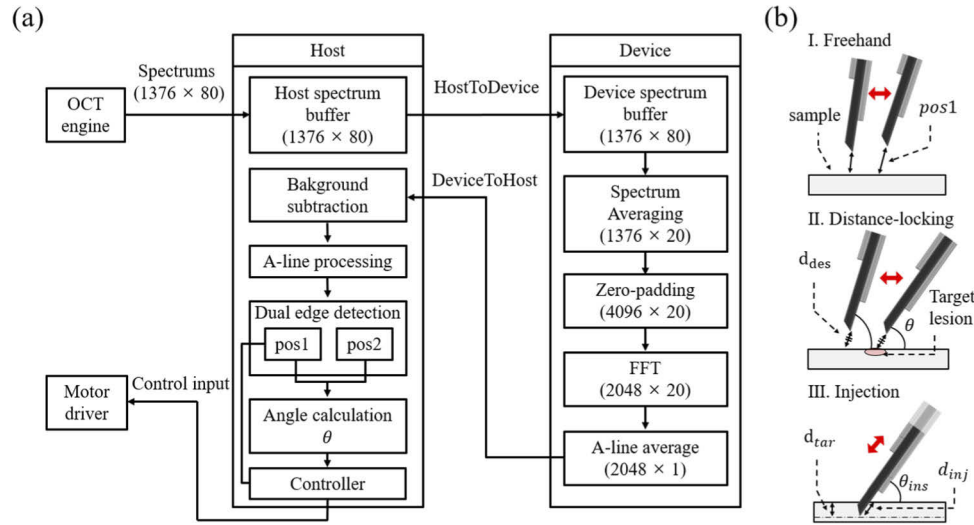 (a)
OCT
engine
Spectrums
(1376 × 80)
Host
Host spectrum
buffer
(1376 × 80)
Bakground
subtraction
A-line processing
Dual edge detection
pos1
pos2
Angle calculation
θ
Controller
Motor
driver
Control input
HostToDevice
DeviceToHost
Device
Device spectrum
buffer
(1376 × 80)
Spectrum
Averaging
(1376 × 20)
Zero-padding
(4096 × 20)
FFT
(2048 × 20)
A-line average
(2048 × 1)
(b)
I. Freehand
sample
pos1
II. Distance-locking
d_des
Target
lesion
θ
III. Injection
d_tar
θ_ins
d_inj